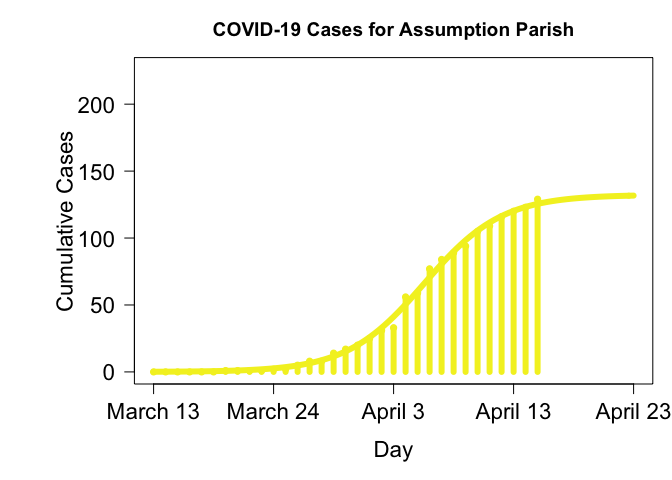 COVID-19 Cases for Assumption Parish
Cumulative Cases
200
150
100
50
0
March 13 March 24 April 3 April 13 April 23
Day